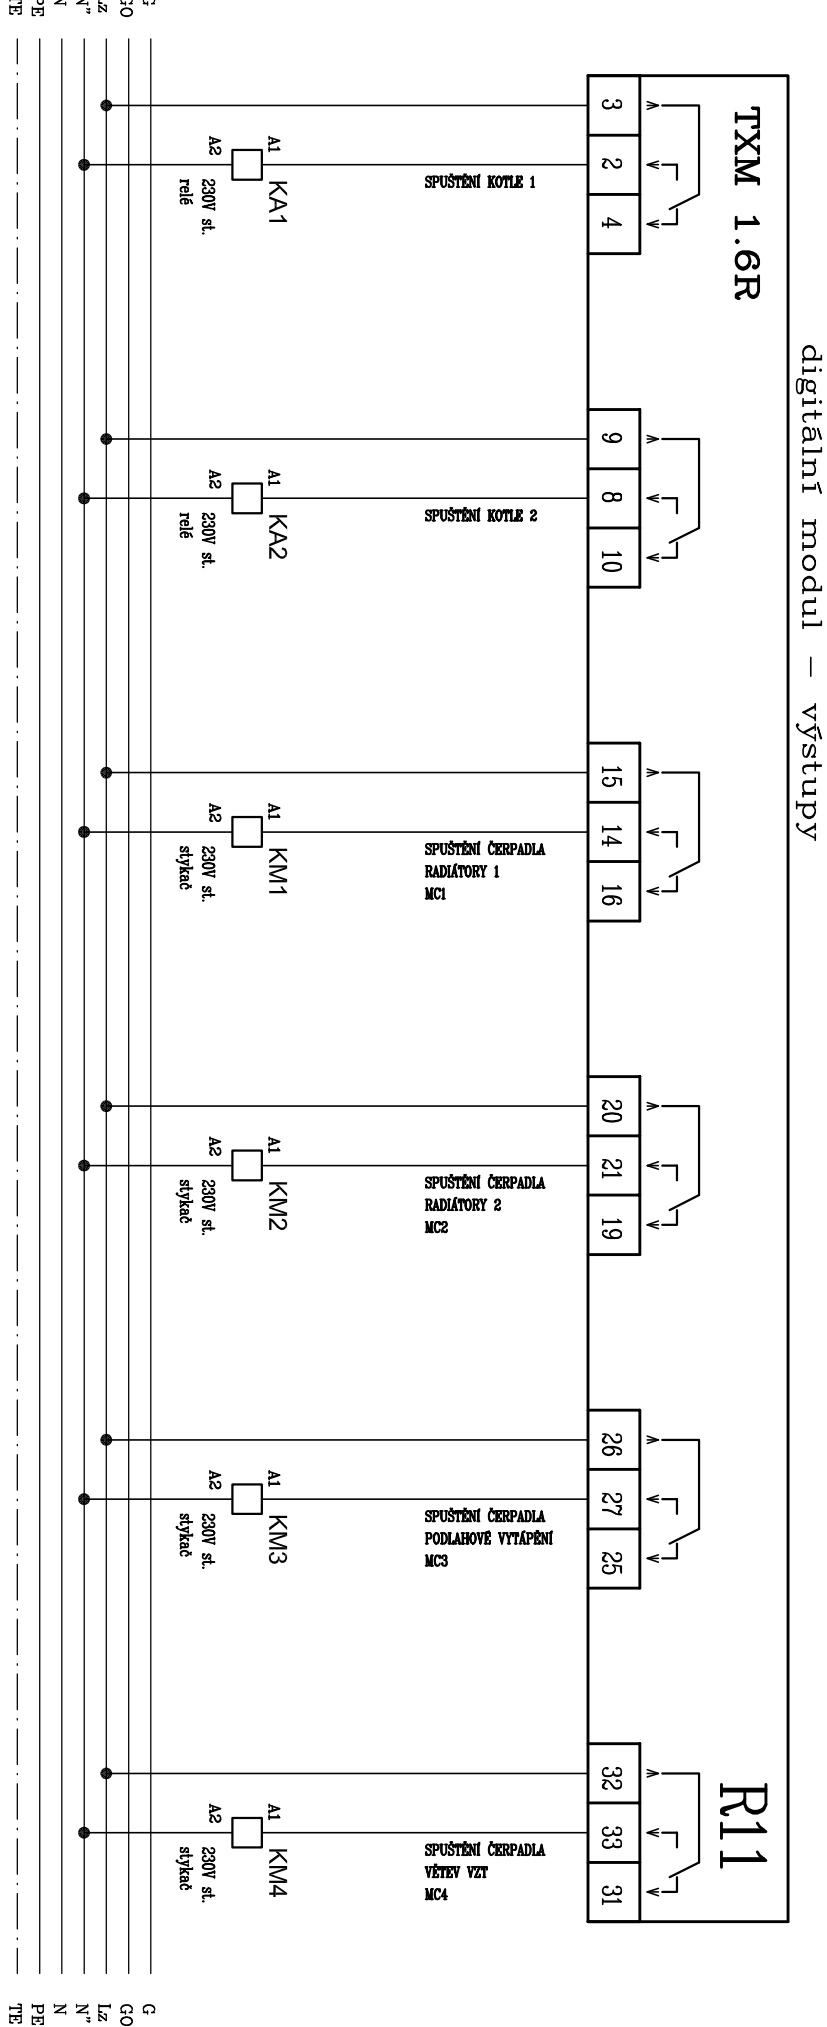 digitální modul – výstupy
TXM 1.6R
R11
3
2
4
9
8
10
15
14
16
20
21
19
26
27
25
32
33
31
SPUŠTĚNÍ KOTLE 1
A1
KA1
A2
230V st.
relé
SPUŠTĚNÍ KOTLE 2
A1
KA2
A2
230V st.
relé
SPUŠTĚNÍ ČERPADLA
RADIÁTORY 1
MC1
A1
KM1
A2
230V st.
stykač
SPUŠTĚNÍ ČERPADLA
RADIÁTORY 2
MC2
A1
KM2
A2
230V st.
stykač
SPUŠTĚNÍ ČERPADLA
PODLAHOVÉ VYTÁPĚNÍ
MC3
A1
KM3
A2
230V st.
stykač
SPUŠTĚNÍ ČERPADLA
VĚTEV VZT
MC4
A1
KM4
A2
230V st.
stykač
G
GO
Lz
N"
N
PE
TE
G
GO
Lz
N"
N
PE
TE